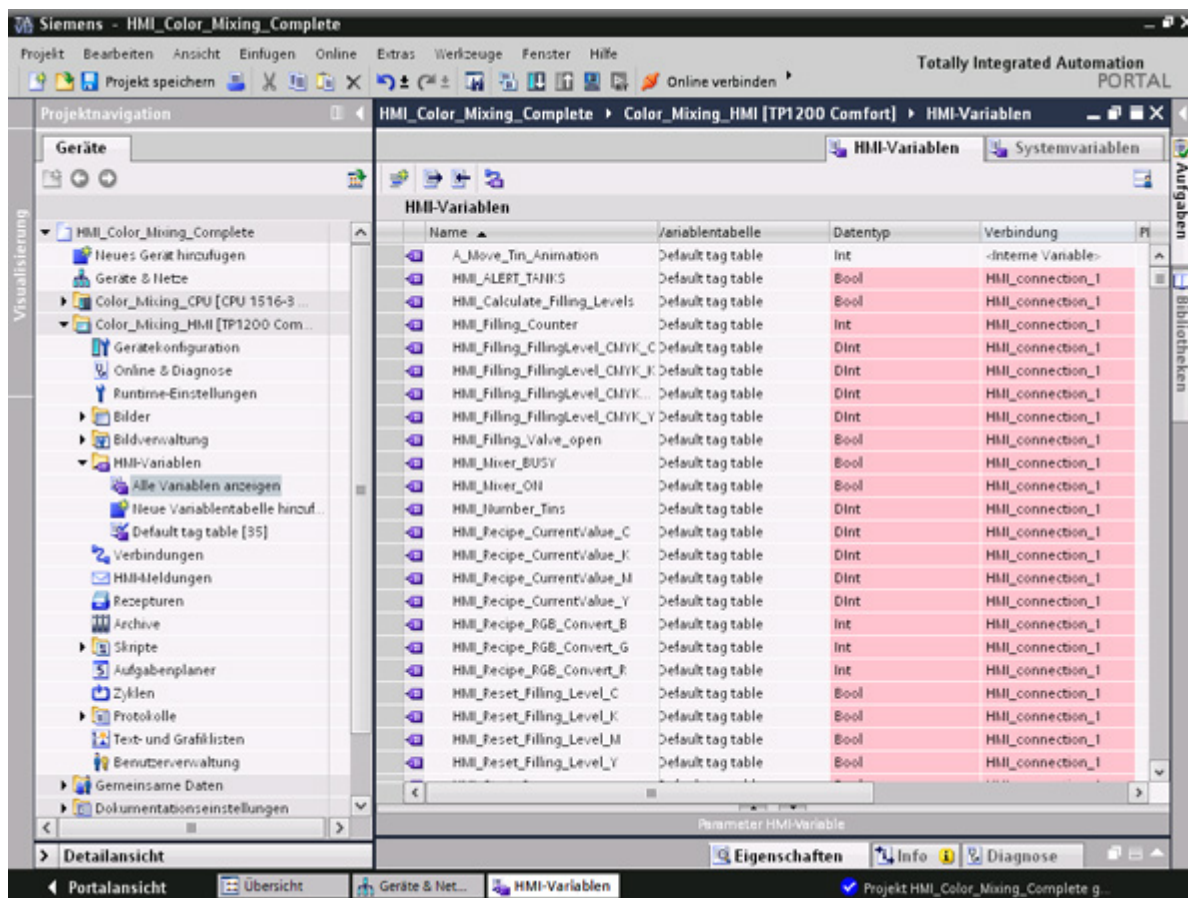 Siemens - HMI_Color_Mixing_Complete
Projekt Bearbeiten Ansicht Einfügen Online Extras Werkzeuge Fenster Hilfe
Totally Integrated Automation
PORTAL
Projekt speichern
Online verbinden
Projektnavigation
HMI_Color_Mixing_Complete Color_Mixing_HMI [TP1200 Comfort] HMI-Variablen
Geräte
HMI-Variablen Systemvariablen
Visualisierung
HMI_Color_Mixing_Complete
Neues Gerät hinzufügen
Geräte & Netze
Color_Mixing_CPU [CPU 1516-3 ...
Color_Mixing_HMI [TP1200 Com...
Gerätekonfiguration
Online & Diagnose
Runtime-Einstellungen
Bilder
Bildverwaltung
HMI-Variablen
Alle Variablen anzeigen
Neue Variablentabelle hinzuf...
Default tag table [35]
Verbindungen
HMI-Meldungen
Rezepturen
Archive
Skripte
Aufgabenplaner
Zyklen
Protokolle
Text- und Grafiklisten
Benutzerverwaltung
Gemeinsame Daten
Dokumentationseinstellungen
Detailansicht
HMI-Variablen
Name Variablentabelle Datentyp Verbindung Pl
A_Move_Tin_Animation Default tag table Int <Interne Variable>
HMI_ALERT_TANKS Default tag table Bool HMI_connection_1
HMI_Calculate_Filling_Levels Default tag table Bool HMI_connection_1
HMI_Filling_Counter Default tag table Int HMI_connection_1
HMI_Filling_FillingLevel_CMYK_C Default tag table DInt HMI_connection_1
HMI_Filling_FillingLevel_CMYK_K Default tag table DInt HMI_connection_1
HMI_Filling_FillingLevel_CMYK... Default tag table DInt HMI_connection_1
HMI_Filling_FillingLevel_CMYK_Y Default tag table DInt HMI_connection_1
HMI_Filling_Valve_open Default tag table Bool HMI_connection_1
HMI_Mixer_BUSY Default tag table Bool HMI_connection_1
HMI_Mixer_ON Default tag table Bool HMI_connection_1
HMI_Number_Tins Default tag table Int HMI_connection_1
HMI_Recipe_CurrentValue_C Default tag table DInt HMI_connection_1
HMI_Recipe_CurrentValue_K Default tag table DInt HMI_connection_1
HMI_Recipe_CurrentValue_M Default tag table DInt HMI_connection_1
HMI_Recipe_CurrentValue_Y Default tag table DInt HMI_connection_1
HMI_Recipe_RGB_Convert_B Default tag table Int HMI_connection_1
HMI_Recipe_RGB_Convert_G Default tag table Int HMI_connection_1
HMI_Recipe_RGB_Convert_R Default tag table Int HMI_connection_1
HMI_Reset_Filling_Level_C Default tag table Bool HMI_connection_1
HMI_Reset_Filling_Level_K Default tag table Bool HMI_connection_1
HMI_Reset_Filling_Level_M Default tag table Bool HMI_connection_1
HMI_Reset_Filling_Level_Y Default tag table Bool HMI_connection_1
Parameter HMI-Variable
Eigenschaften Info Diagnose
Aufgaben
Bibliotheken
Portalansicht Übersicht Geräte & Net... HMI-Variablen Projekt HMI_Color_Mixing_Complete g...